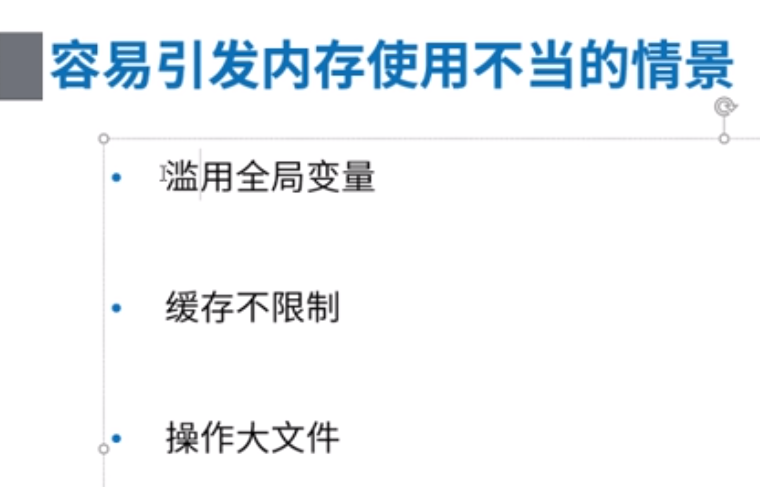 容易引发内存使用不当的情景
滥用全局变量
缓存不限制
操作大文件